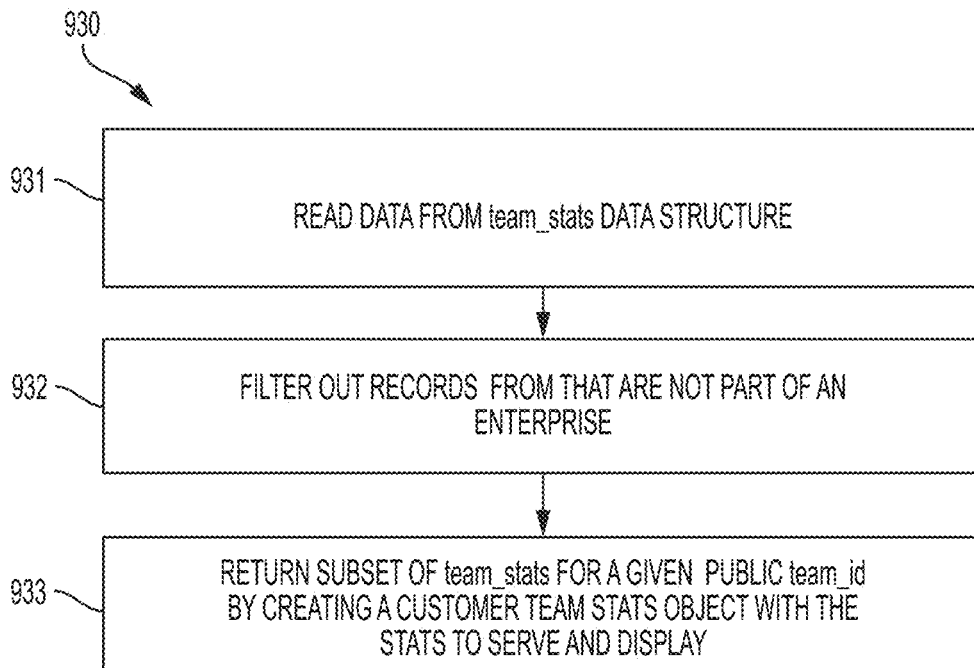 930
931
READ DATA FROM team_stats DATA STRUCTURE
932
FILTER OUT RECORDS FROM THAT ARE NOT PART OF AN
ENTERPRISE
933
RETURN SUBSET OF team_stats FOR A GIVEN PUBLIC team_id
BY CREATING A CUSTOMER TEAM STATS OBJECT WITH THE
STATS TO SERVE AND DISPLAY